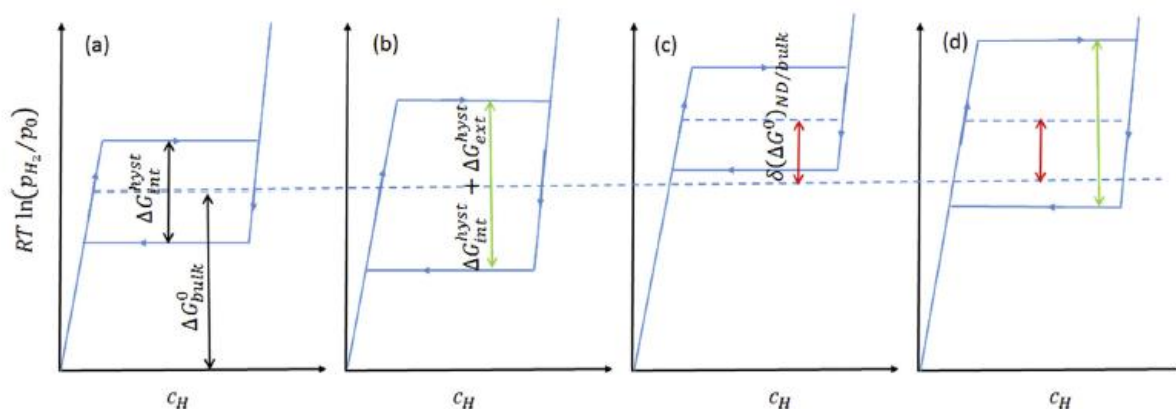 (a)
(b)
(c)
(d)
RT ln(p_{H_2}/p_0)
ΔG_{int}^{hyst}
ΔG_{bulk}^{0}
ΔG_{int}^{hyst} + ΔG_{ext}^{hyst}
δ(ΔG^0)_{ND/bulk}
c_H
c_H
c_H
c_H